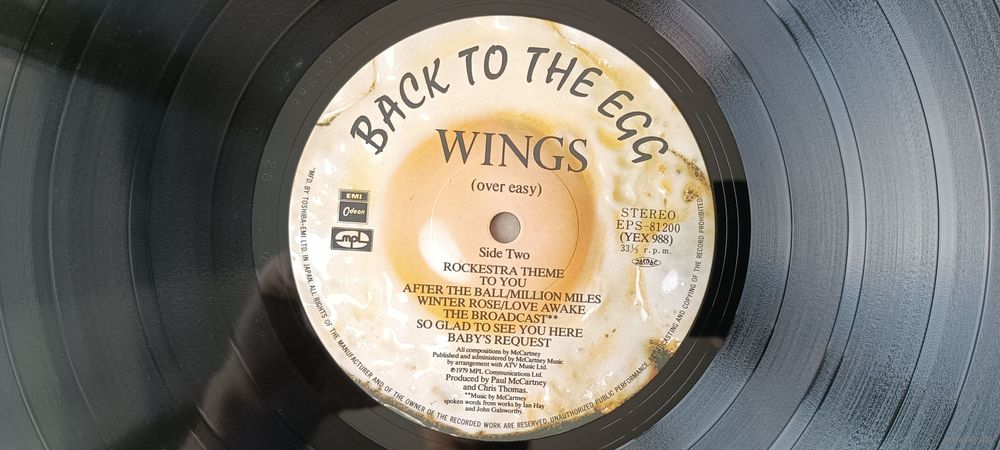 BACK TO THE EGG
WINGS
(over easy)
EMI
Odeon
MPL
STEREO
EPS-81200
(YEX 988)
33⅓ r.p.m.
JASRAC
Side Two
ROCKESTRA THEME
TO YOU
AFTER THE BALL/MILLION MILES
WINTER ROSE/LOVE AWAKE
THE BROADCAST**
SO GLAD TO SEE YOU HERE
BABY'S REQUEST
All compositions by McCartney
Published and administered by McCartney Music
by arrangement with ATV Music Ltd.
℗1979 MPL Communications Ltd.
Produced by Paul McCartney
and Chris Thomas.
**Music by McCartney
spoken words from works by Ian Hay
and John Galsworthy.
"MFD. BY TOSHIBA-EMI LTD. IN JAPAN. ALL RIGHTS OF THE MANUFACTURER AND OF THE OWNER OF THE RECORDED WORK ARE RESERVED. UNAUTHORIZED PUBLIC PERFORMANCE, BROADCASTING AND COPYING OF THE RECORD PROHIBITED.